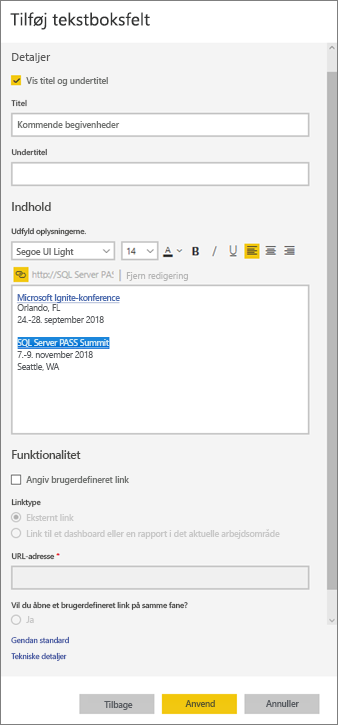 Tilføj tekstboksfelt
Detaljer
Vis titel og undertitel
Titel
Kommende begivenheder
Undertitel
Indhold
Udfyld oplysningerne.
Segoe UI Light 14 A B I U
http://SQL Server PAS | Fjern redigering
Microsoft Ignite-konference
Orlando, FL
24.-28. september 2018
SQL Server PASS Summit
7.-9. november 2018
Seattle, WA
Funktionalitet
Angiv brugerdefineret link
Linktype
Eksternt link
Link til et dashboard eller en rapport i det aktuelle arbejdsområde
URL-adresse *
Vil du åbne et brugerdefineret link på samme fane?
Ja
Gendan standard
Tekniske detaljer
Tilbage Anvend Annuller